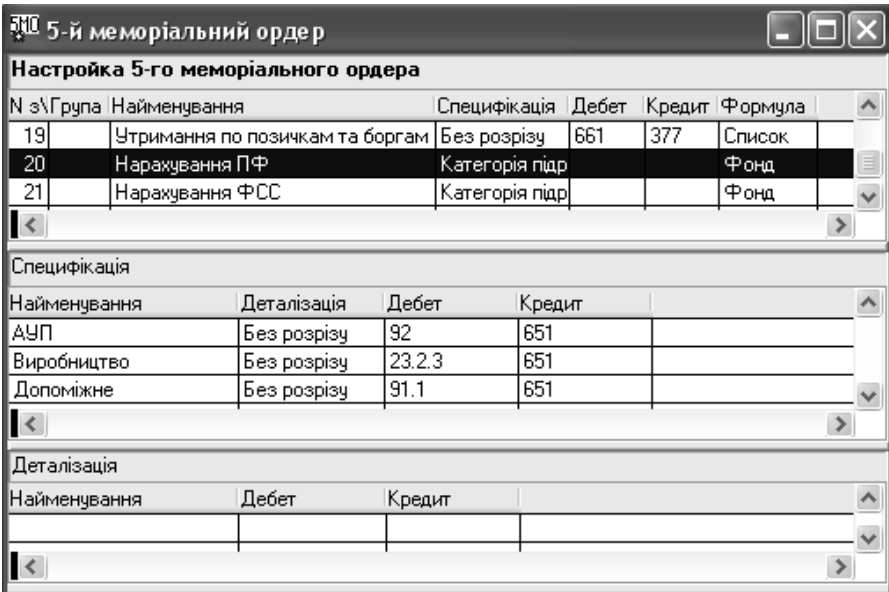 5МО 5-й меморіальний ордер
Настройка 5-го меморіального ордера
N з\ Група Найменування Специфікація Дебет Кредит Формула
19 Утримання по позичкам та боргам Без розрізу 661 377 Список
20 Нарахування ПФ Категорія підр Фонд
21 Нарахування ФСС Категорія підр Фонд
Специфікація
Найменування Деталізація Дебет Кредит
АУП Без розрізу 92 651
Виробництво Без розрізу 23.2.3 651
Допоміжне Без розрізу 91.1 651
Деталізація
Найменування Дебет Кредит